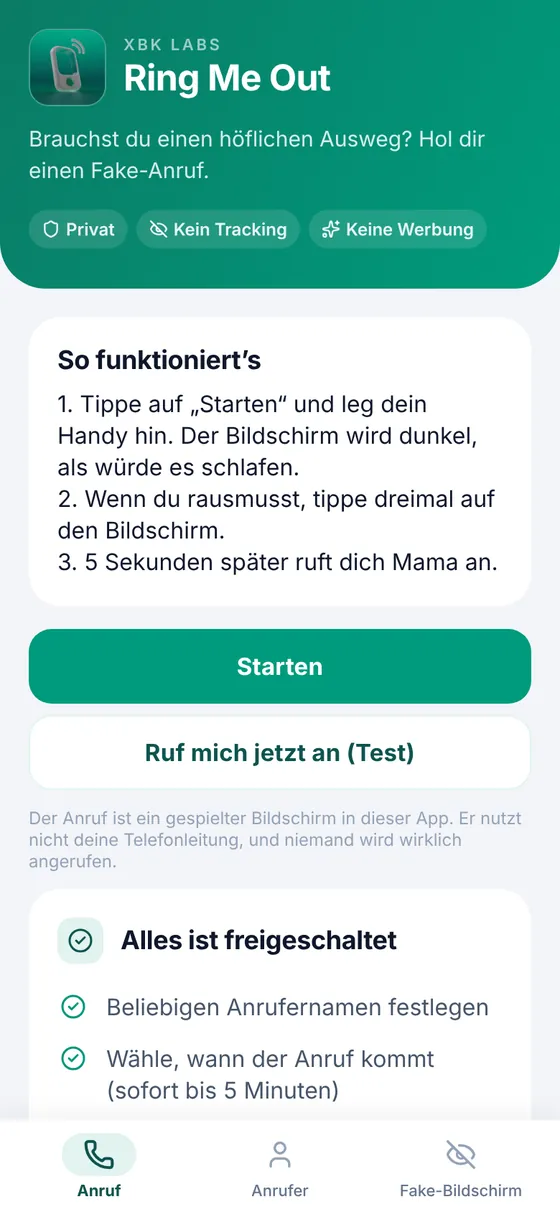 XBK LABS
Ring Me Out
Brauchst du einen höflichen Ausweg? Hol dir
einen Fake-Anruf.
Privat
Kein Tracking
Keine Werbung
So funktioniert’s
1. Tippe auf „Starten“ und leg dein
Handy hin. Der Bildschirm wird dunkel,
als würde es schlafen.
2. Wenn du rausmusst, tippe dreimal auf
den Bildschirm.
3. 5 Sekunden später ruft dich Mama an.
Starten
Ruf mich jetzt an (Test)
Der Anruf ist ein gespielter Bildschirm in dieser App. Er nutzt
nicht deine Telefonleitung, und niemand wird wirklich
angerufen.
Alles ist freigeschaltet
Beliebigen Anrufernamen festlegen
Wähle, wann der Anruf kommt
(sofort bis 5 Minuten)
Anruf
Anrufer
Fake-Bildschirm